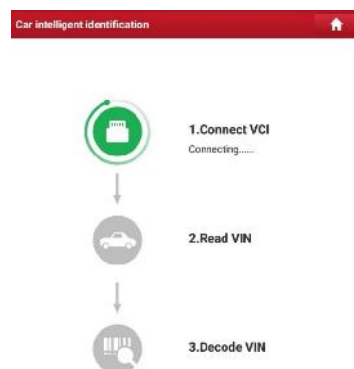 Car intelligent identification
1.Connect VCI
Connecting......
2.Read VIN
3.Decode VIN